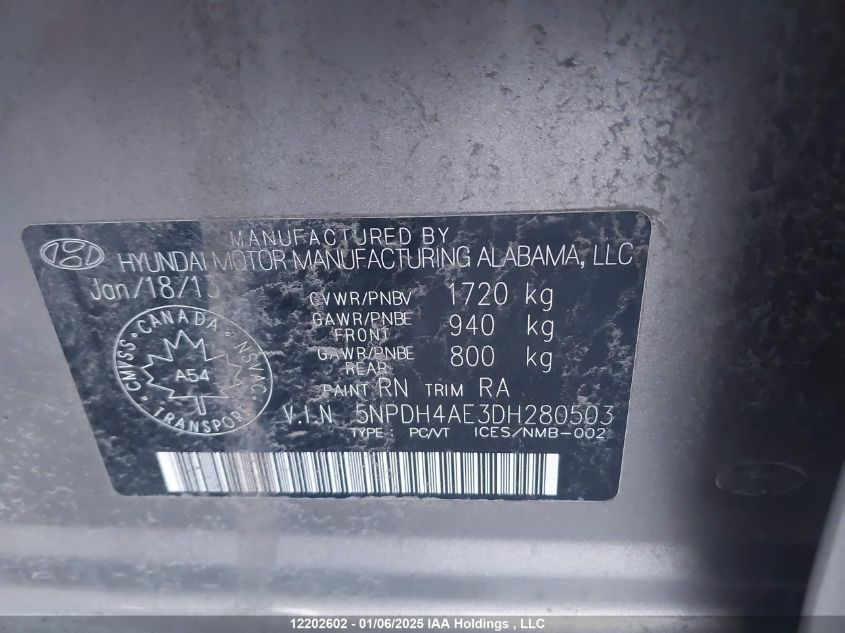 MANUFACTURED BY
HYUNDAI MOTOR MANUFACTURING ALABAMA, LLC
Jan/18/13
GVWR/PNBV 1720 kg
GAWR/PNBE FRONT 940 kg
GAWR/PNBE REAR 800 kg
PAINT RN TRIM RA
V.I.N. 5NPDH4AE3DH280503
TYPE: PC/VT ICES/NMB-002
CANADA
CMVSS NSVAC
A54
TRANSPORT
12202602 - 01/06/2025 IAA Holdings , LLC